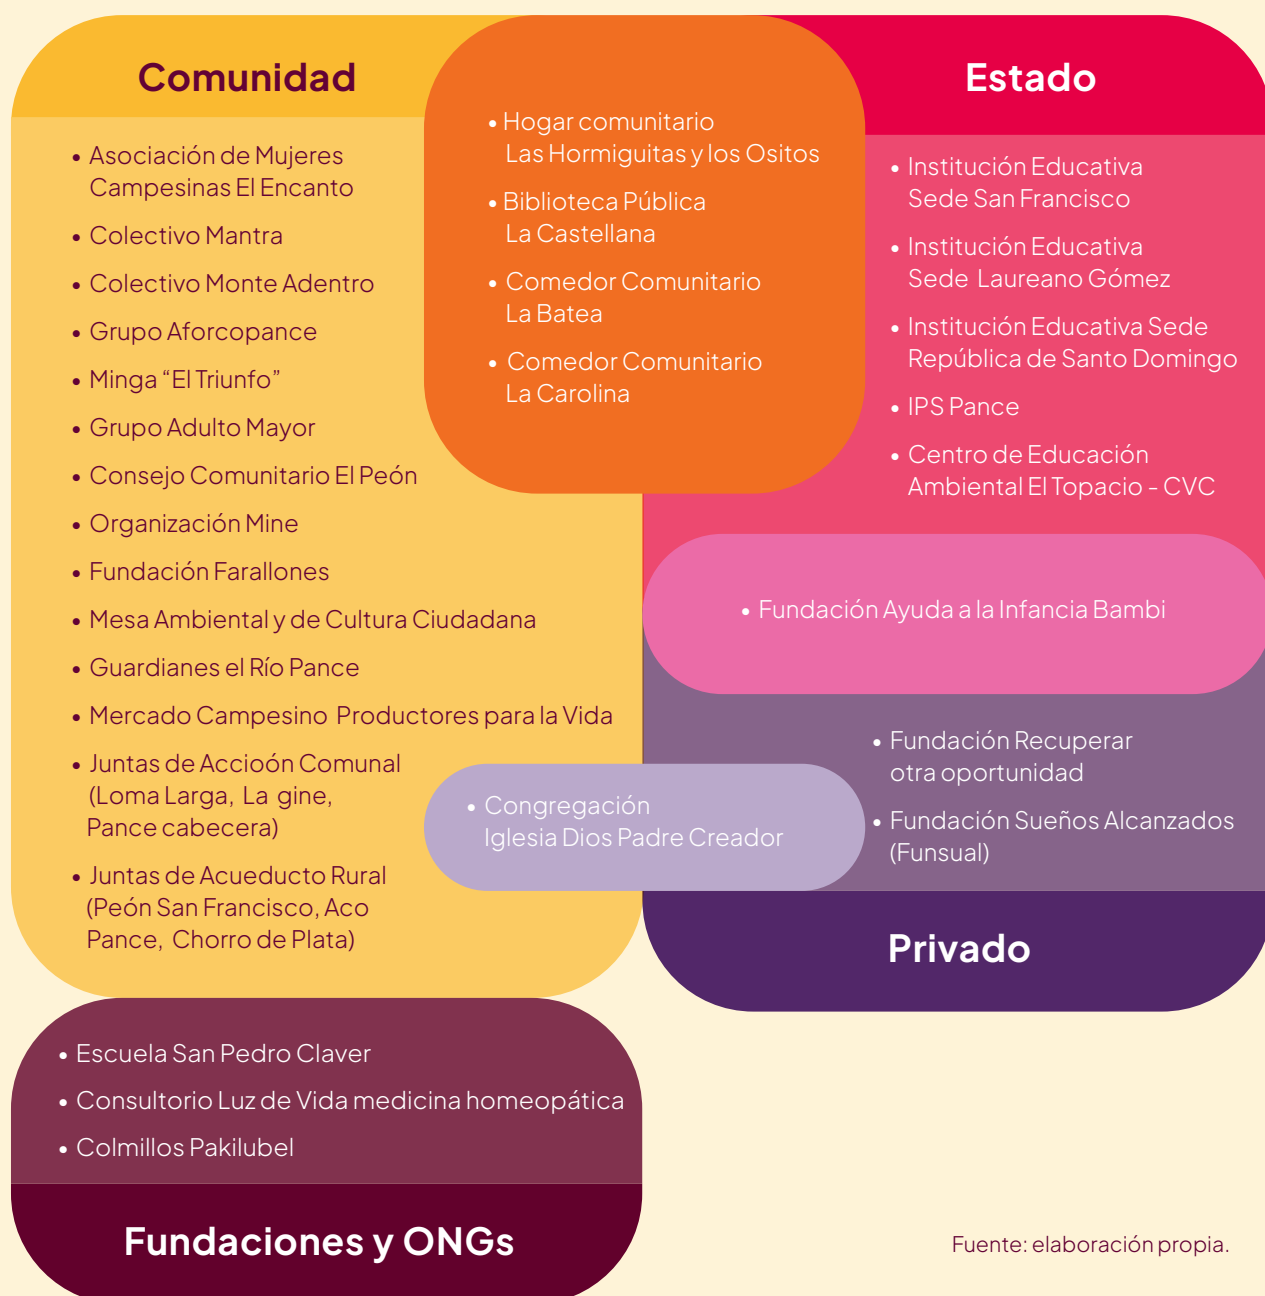 Comunidad
• Asociación de Mujeres
Campesinas El Encanto
• Colectivo Mantra
• Colectivo Monte Adentro
• Grupo Aforcopance
• Minga “El Triunfo”
• Grupo Adulto Mayor
• Consejo Comunitario El Peón
• Organización Mine
• Fundación Farallones
• Mesa Ambiental y de Cultura Ciudadana
• Guardianes el Río Pance
• Mercado Campesino Productores para la Vida
• Juntas de Accioón Comunal
(Loma Larga, La gine,
Pance cabecera)
• Juntas de Acueducto Rural
(Peón San Francisco, Aco
Pance, Chorro de Plata)
• Hogar comunitario
Las Hormiguitas y los Ositos
• Biblioteca Pública
La Castellana
• Comedor Comunitario
La Batea
• Comedor Comunitario
La Carolina
Estado
• Institución Educativa
Sede San Francisco
• Institución Educativa
Sede Laureano Gómez
• Institución Educativa Sede
República de Santo Domingo
• IPS Pance
• Centro de Educación
Ambiental El Topacio - CVC
• Fundación Ayuda a la Infancia Bambi
• Fundación Recuperar
otra oportunidad
• Fundación Sueños Alcanzados
(Funsual)
• Congregación
Iglesia Dios Padre Creador
Privado
• Escuela San Pedro Claver
• Consultorio Luz de Vida medicina homeopática
• Colmillos Pakilubel
Fundaciones y ONGs
Fuente: elaboración propia.